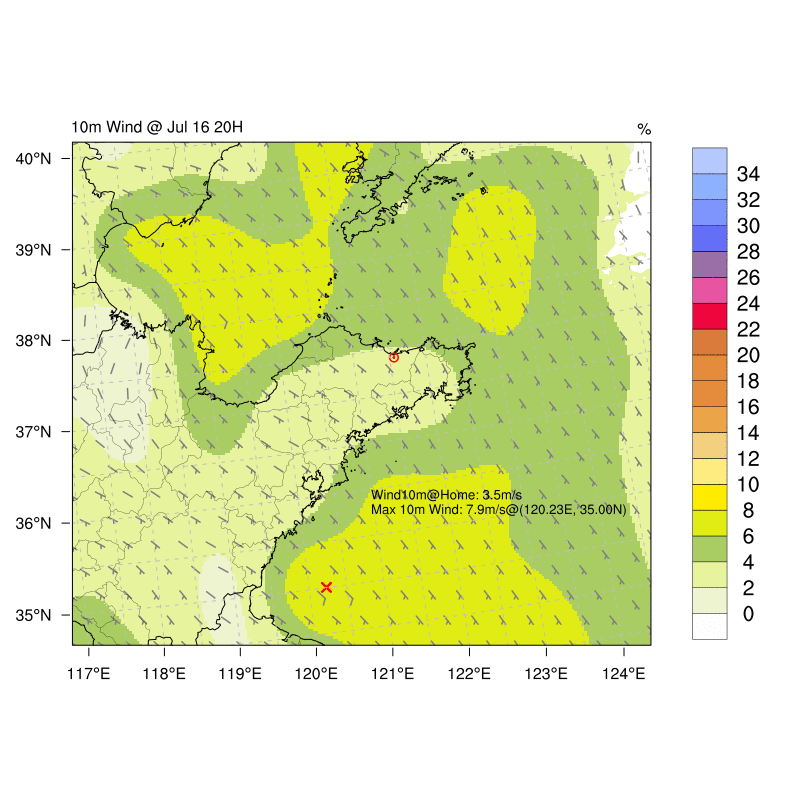 10m Wind @ Jul 16 20H
%
40°N
39°N
38°N
37°N
36°N
35°N
117°E
118°E
119°E
120°E
121°E
122°E
123°E
124°E
Wind10m@Home: 3.5m/s
Max 10m Wind: 7.9m/s@(120.23E, 35.00N)
34
32
30
28
26
24
22
20
18
16
14
12
10
8
6
4
2
0